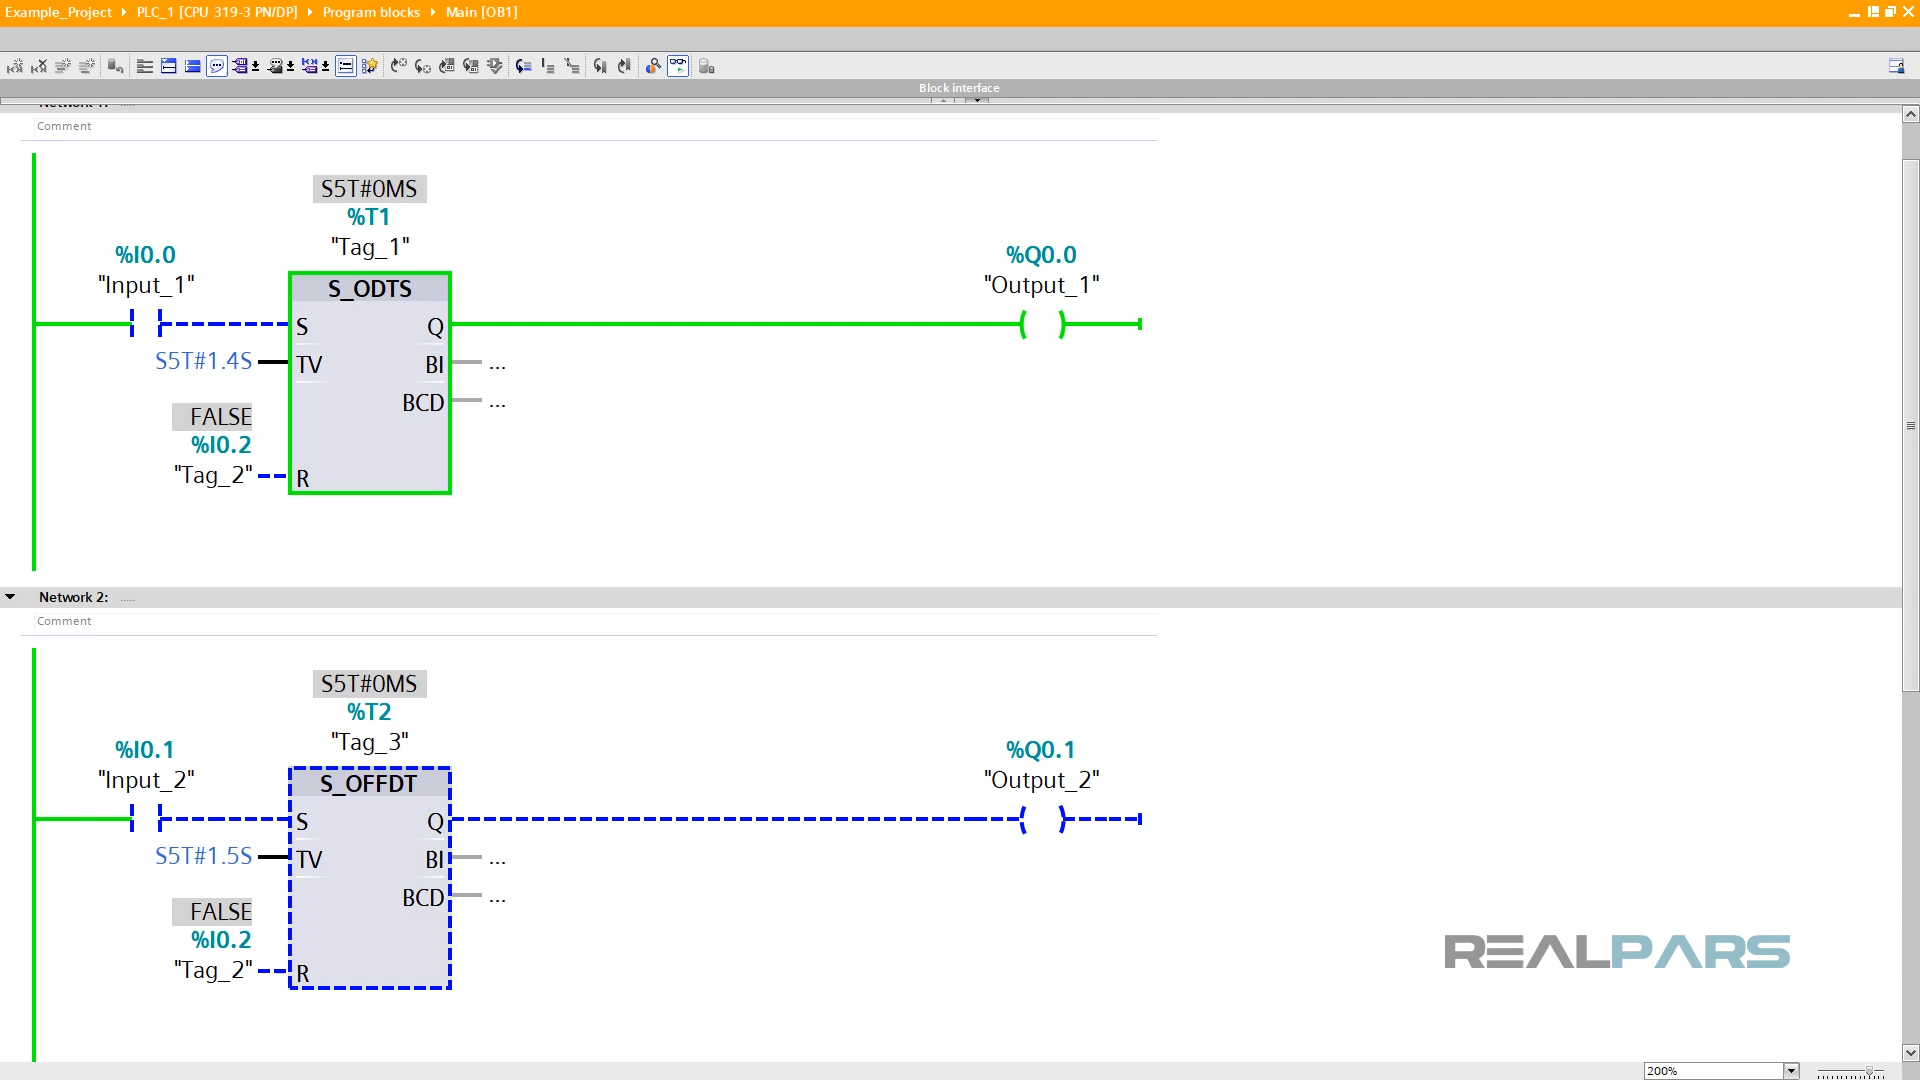 Example_Project ▸ PLC_1 [CPU 319-3 PN/DP] ▸ Program blocks ▸ Main [OB1]
Block interface
Network 1: .....
Comment
S5T#0MS
%T1
"Tag_1"
%I0.0
"Input_1"
%Q0.0
"Output_1"
S_ODTS
S Q
S5T#1.4S TV BI ...
BCD ...
FALSE
%I0.2
"Tag_2" R
Network 2: .....
Comment
S5T#0MS
%T2
"Tag_3"
%I0.1
"Input_2"
%Q0.1
"Output_2"
S_OFFDT
S Q
S5T#1.5S TV BI ...
BCD ...
FALSE
%I0.2
"Tag_2" R
REALPARS
200%